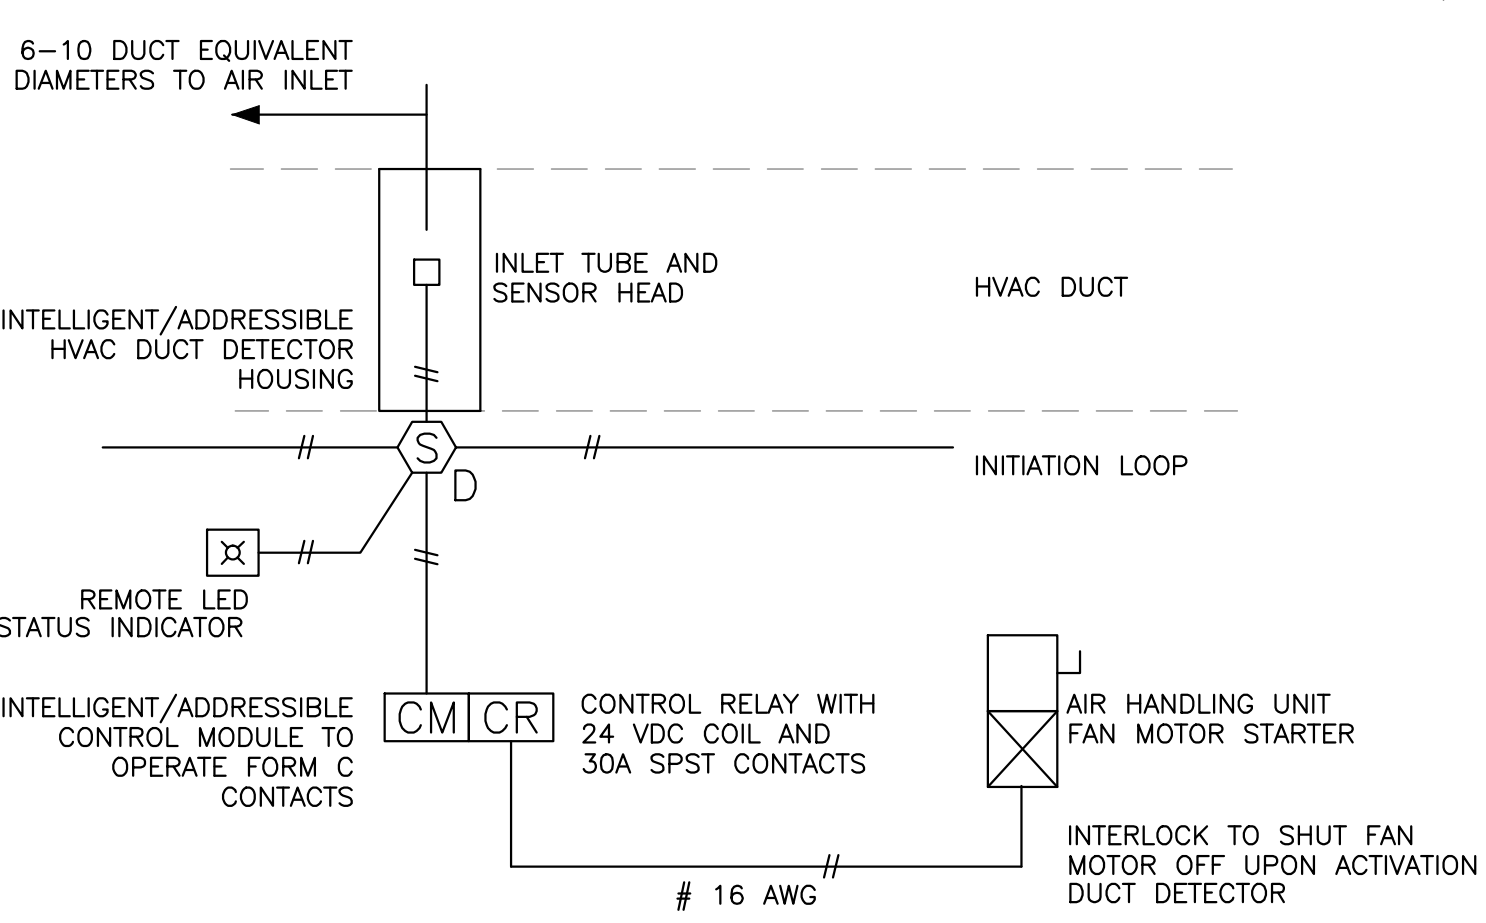 6-10 DUCT EQUIVALENT
DIAMETERS TO AIR INLET
INLET TUBE AND
SENSOR HEAD
HVAC DUCT
INTELLIGENT/ADDRESSIBLE
HVAC DUCT DETECTOR
HOUSING
S
D
INITIATION LOOP
REMOTE LED
STATUS INDICATOR
INTELLIGENT/ADDRESSIBLE
CONTROL MODULE TO
OPERATE FORM C
CONTACTS
CM CR
CONTROL RELAY WITH
24 VDC COIL AND
30A SPST CONTACTS
AIR HANDLING UNIT
FAN MOTOR STARTER
INTERLOCK TO SHUT FAN
MOTOR OFF UPON ACTIVATION
DUCT DETECTOR
# 16 AWG